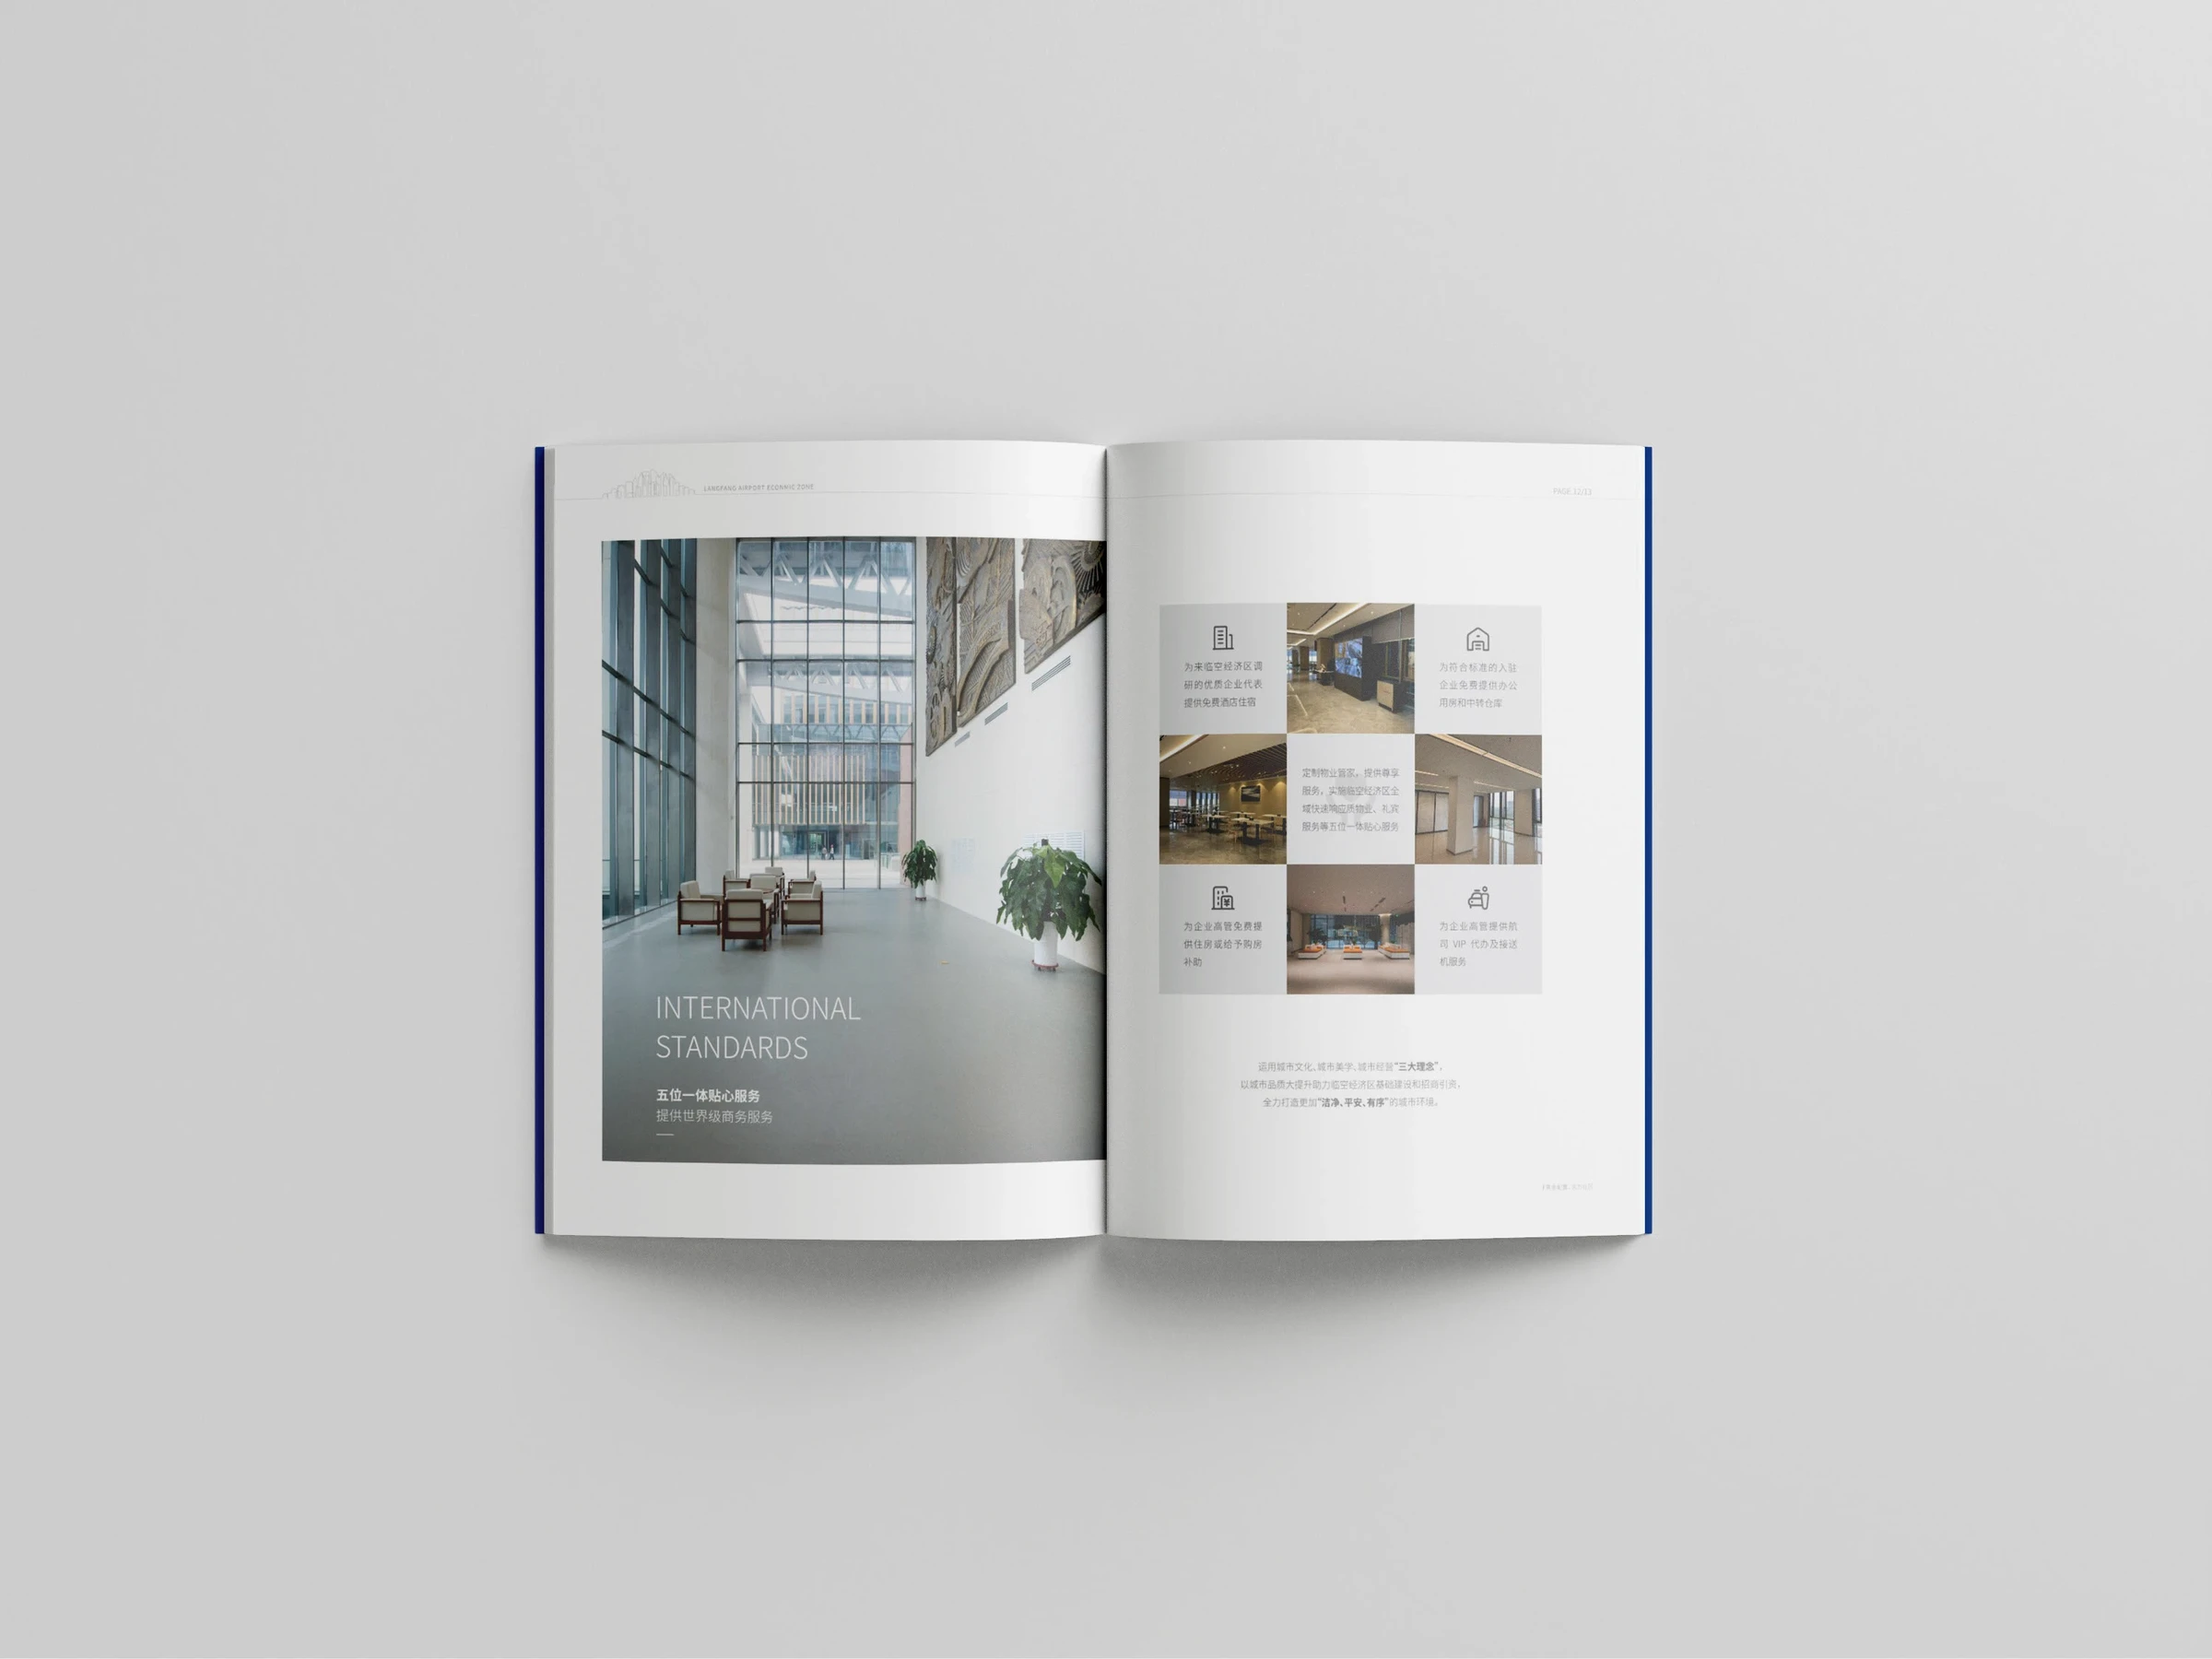 LANGFANG AIRPORT ECONMIC ZONE
INTERNATIONAL
STANDARDS
五位一体贴心服务
提供世界级商务服务
PAGE 12/13
为来临空经济区调
研的优质企业代表
提供免费酒店住宿
为符合标准的入驻
企业免费提供办公
用房和中转仓库
定制物业管家，提供尊享
服务，实施临空经济区全
域快速响应质物业、礼宾
服务等五位一体贴心服务
为企业高管免费提
供住房或给予购房
补助
为企业高管提供航
司 VIP 代办及接送
机服务
运用城市文化、城市美学、城市经营“三大理念”，
以城市品质大提升助力临空经济区基础建设和招商引资，
全力打造更加“洁净、平安、有序”的城市环境。